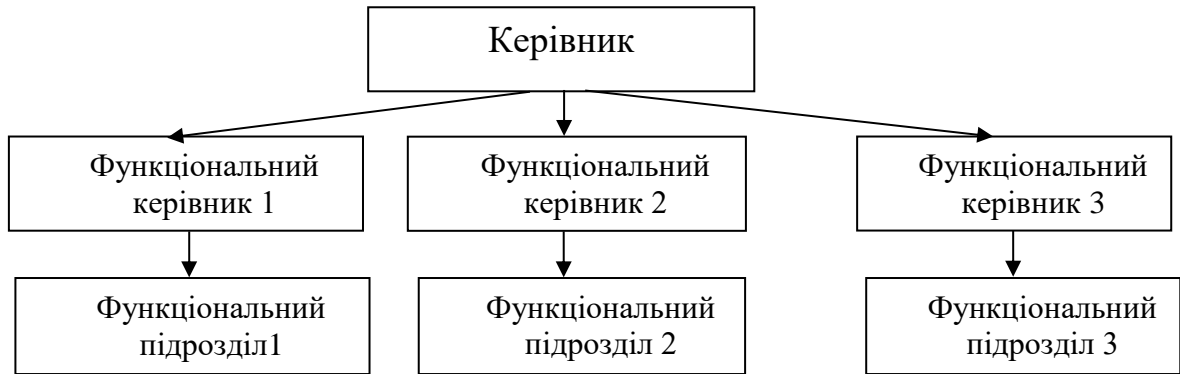 Керівник
Функціональний
керівник 1
Функціональний
керівник 2
Функціональний
керівник 3
Функціональний
підрозділ1
Функціональний
підрозділ 2
Функціональний
підрозділ 3